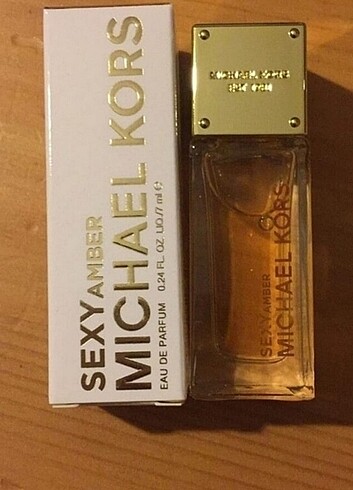 SEXY AMBER
MICHAEL KORS
EAU DE PARFUM 0.24 FL. OZ. LIQ./7 ml e
MICHAEL KORS
SEXY AMBER
MICHAEL KORS